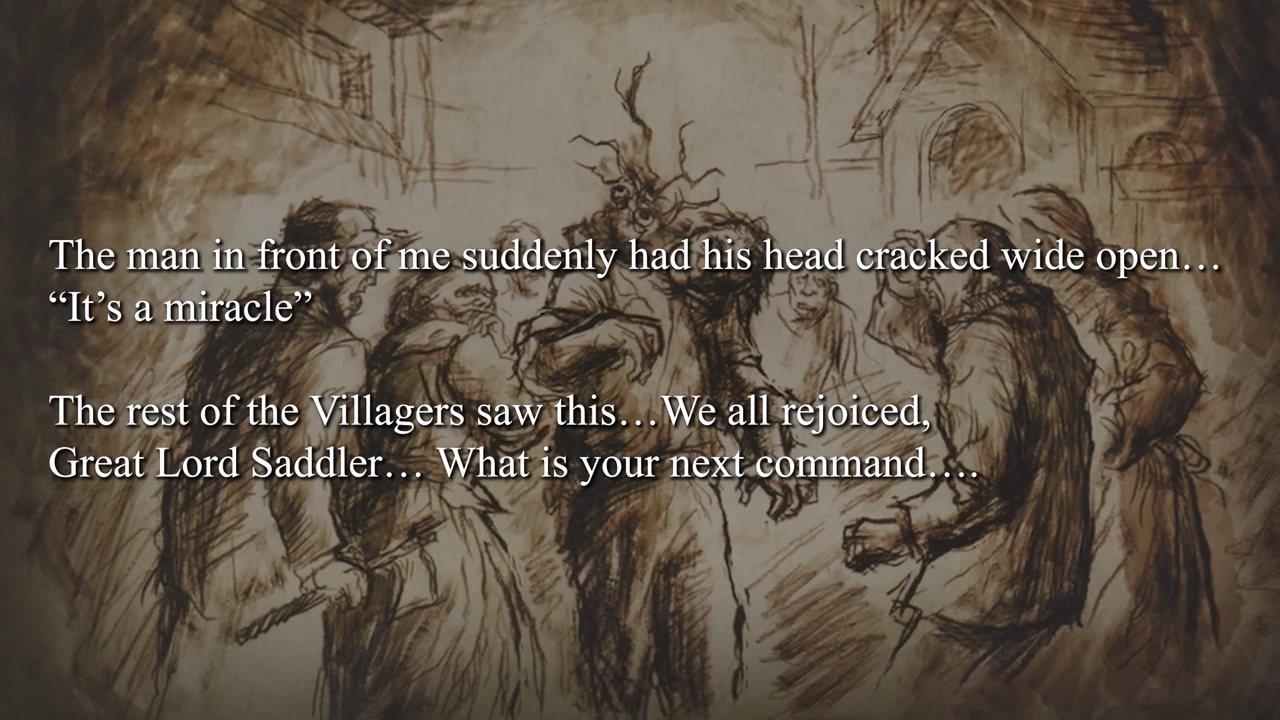 The man in front of me suddenly had his head cracked wide open…
“It’s a miracle”
The rest of the Villagers saw this…We all rejoiced,
Great Lord Saddler… What is your next command….